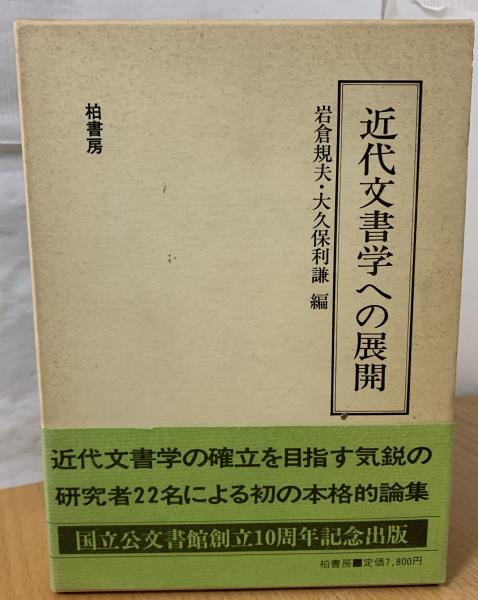 近代文書学への展開
岩倉規夫・大久保利謙 編
柏書房
近代文書学の確立を目指す気鋭の
研究者22名による初の本格的論集
国立公文書館創立10周年記念出版
柏書房■定価7,800円